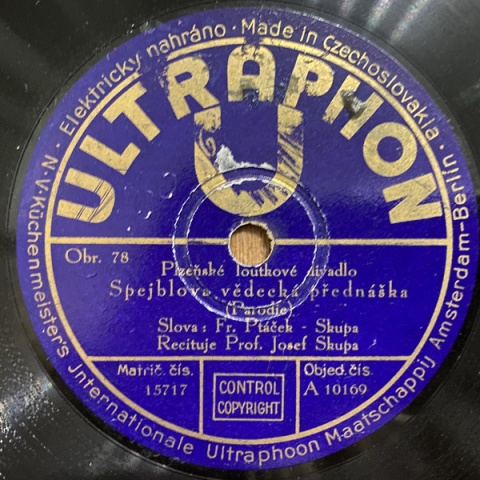 N·V·Küchenmeister's Jnternationale Ultraphoon Maatschappij Amsterdam-Berlin · Elektricky nahráno · Made in Czechoslovakia ·
ULTRAPHON
U
Obr. 78
Plzeňské loutkové divadlo
Spejblova vědecká přednáška
(Parodie)
Slova: Fr. Ptáček - Skupa
Recituje Prof. Josef Skupa
Matrič. čís.
15717
CONTROL
COPYRIGHT
Objed. čís.
A 10169